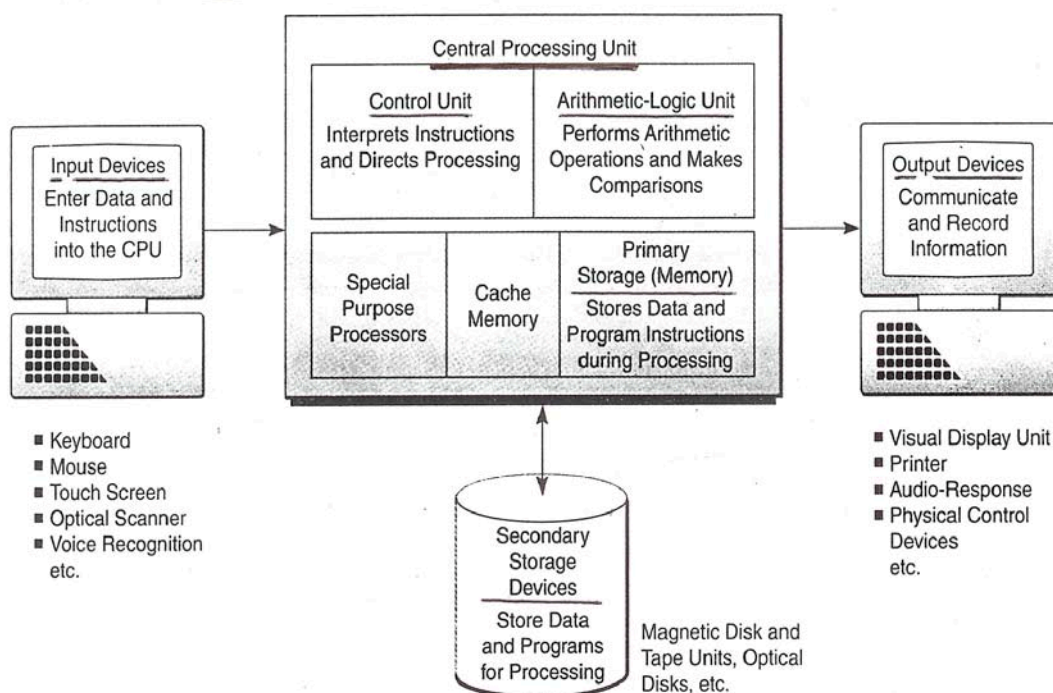 Central Processing Unit
Control Unit
Interprets Instructions
and Directs Processing
Arithmetic-Logic Unit
Performs Arithmetic
Operations and Makes
Comparisons
Input Devices
Enter Data and
Instructions
into the CPU
Output Devices
Communicate
and Record
Information
Special
Purpose
Processors
Cache
Memory
Primary
Storage (Memory)
Stores Data and
Program Instructions
during Processing
Keyboard
Mouse
Touch Screen
Optical Scanner
Voice Recognition
etc.
Visual Display Unit
Printer
Audio-Response
Physical Control
Devices
etc.
Secondary
Storage
Devices
Store Data
and Programs
for Processing
Magnetic Disk and
Tape Units, Optical
Disks, etc.